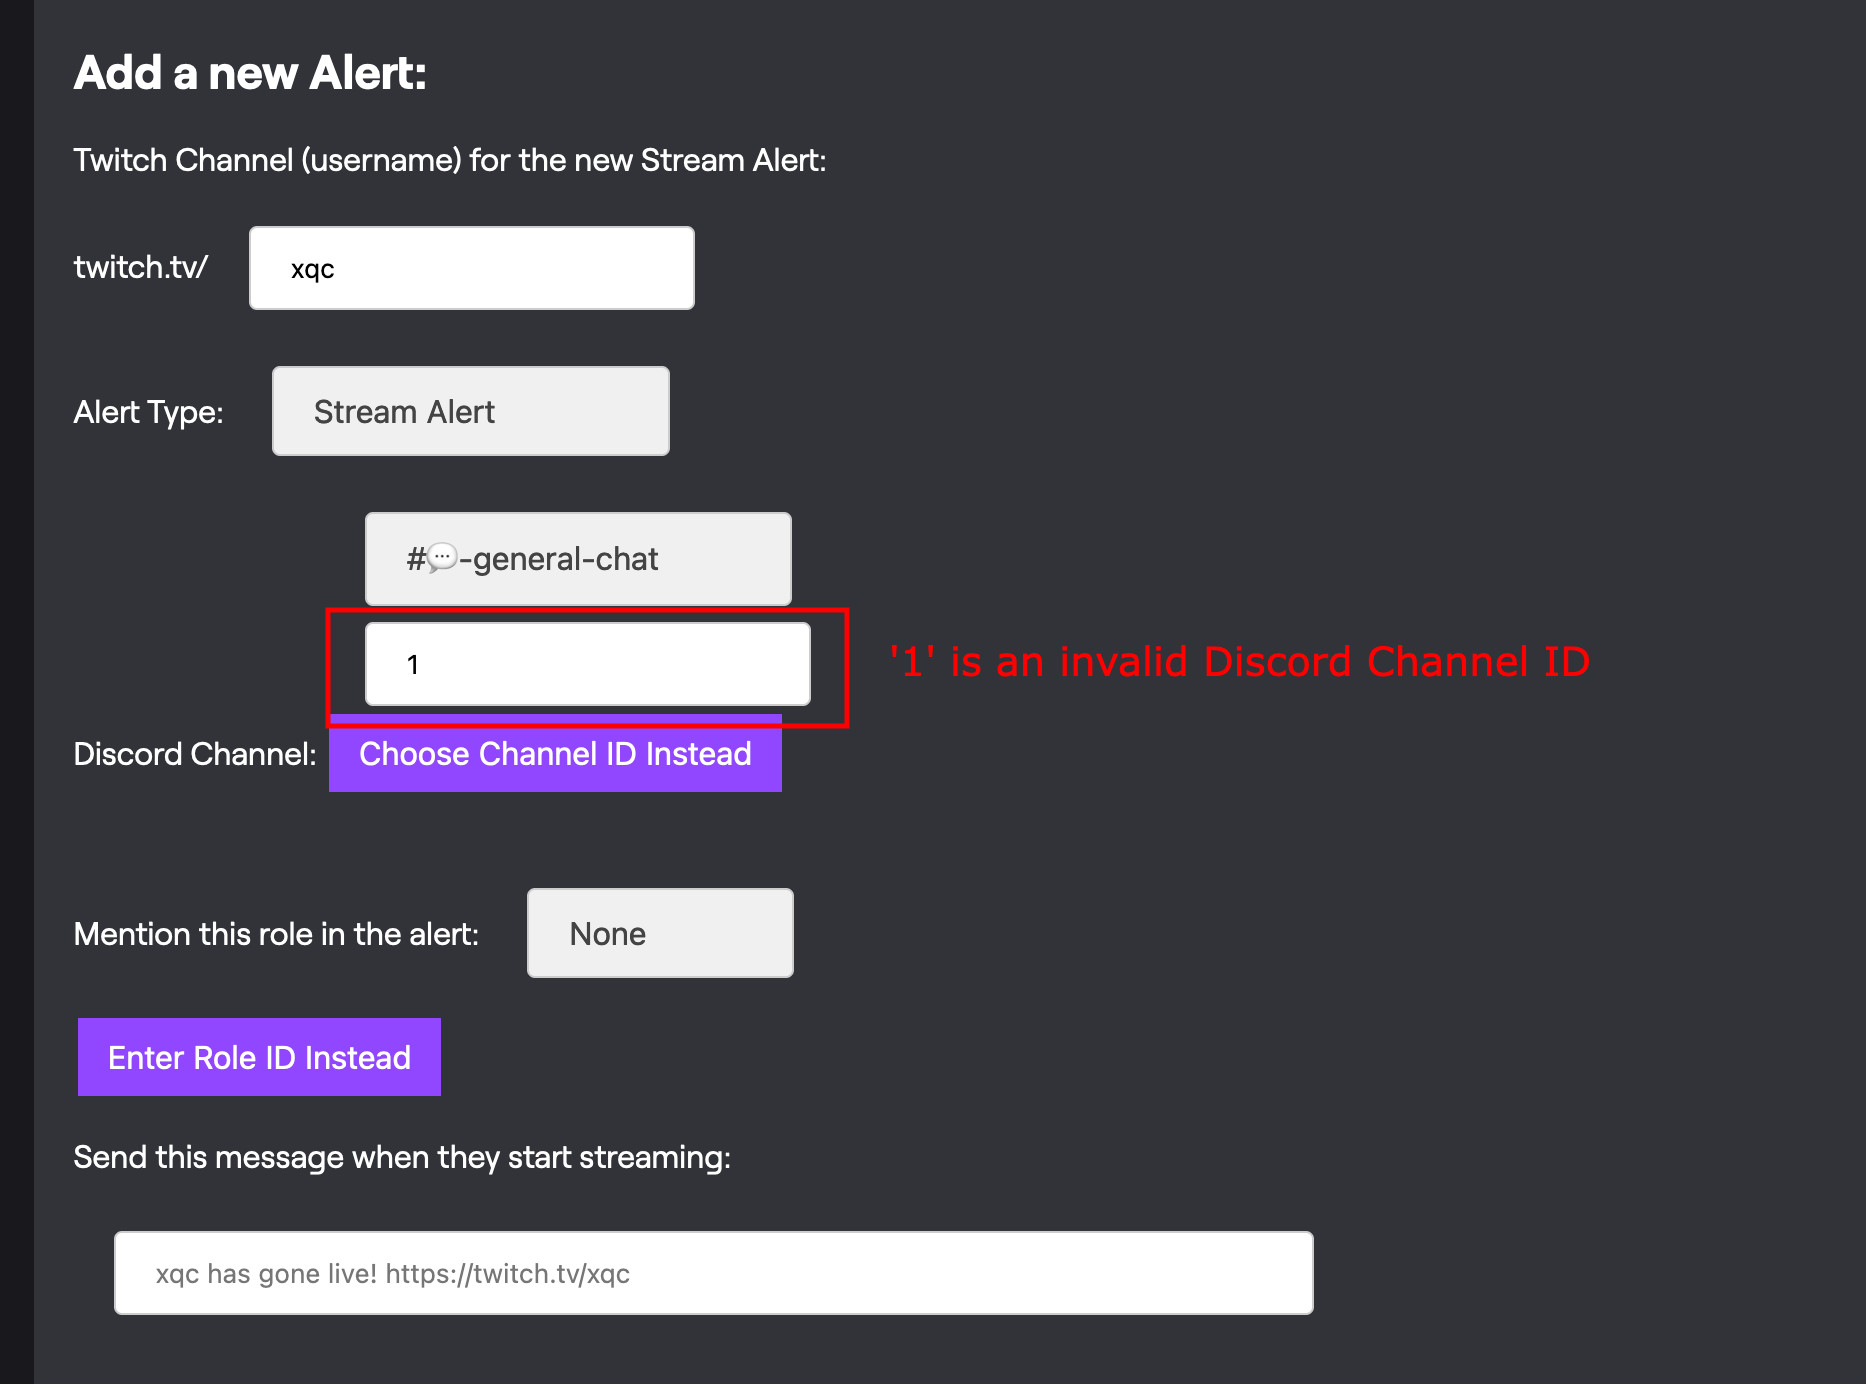 Add a new Alert:
Twitch Channel (username) for the new Stream Alert:
twitch.tv/ xqc
Alert Type: Stream Alert
#💬-general-chat
1
'1' is an invalid Discord Channel ID
Discord Channel: Choose Channel ID Instead
Mention this role in the alert: None
Enter Role ID Instead
Send this message when they start streaming:
xqc has gone live! https://twitch.tv/xqc